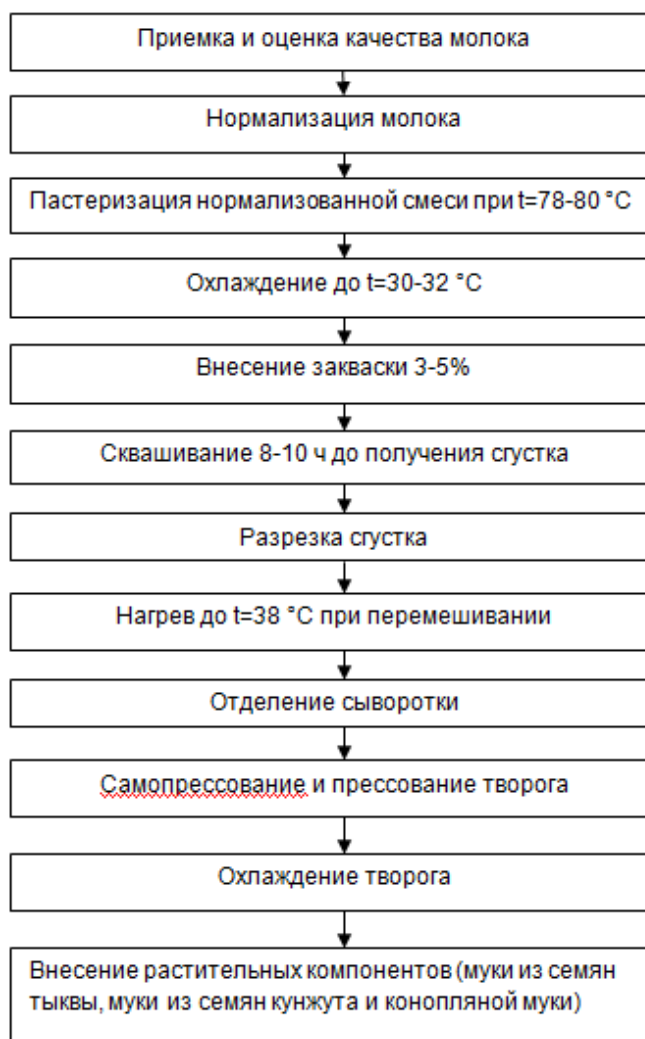 Приемка и оценка качества молока
Нормализация молока
Пастеризация нормализованной смеси при t=78-80 °C
Охлаждение до t=30-32 °C
Внесение закваски 3-5%
Сквашивание 8-10 ч до получения сгустка
Разрезка сгустка
Нагрев до t=38 °C при перемешивании
Отделение сыворотки
Самопрессование и прессование творога
Охлаждение творога
Внесение растительных компонентов (муки из семян
тыквы, муки из семян кунжута и конопляной муки)